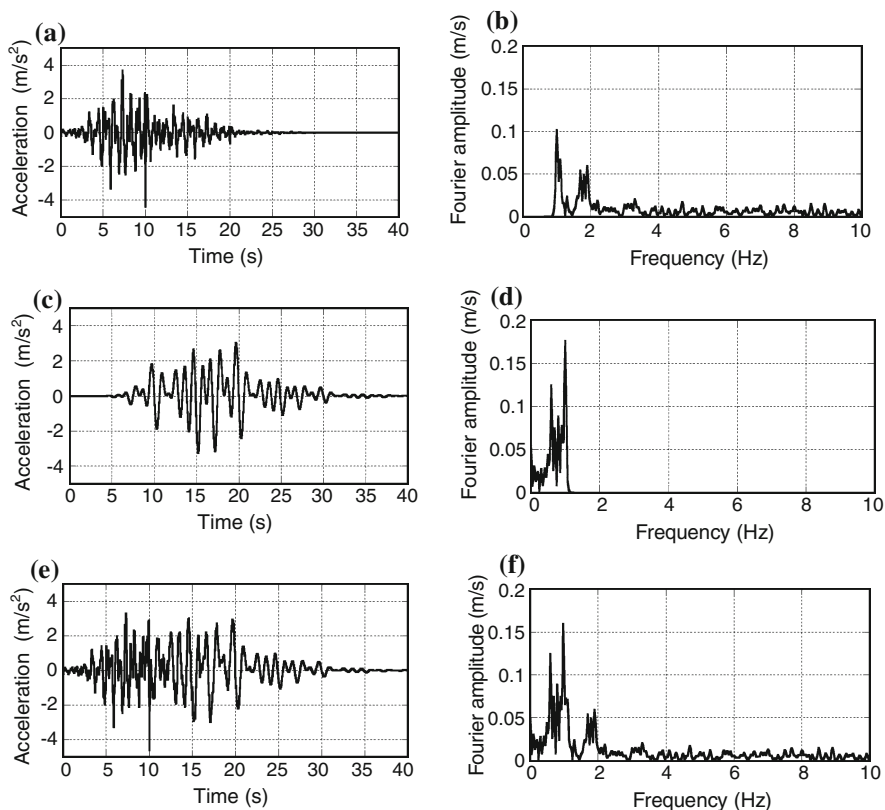 (a)
Acceleration (m/s²)
4
2
0
-2
-4
0 5 10 15 20 25 30 35 40
Time (s)
(b)
Fourier amplitude (m/s)
0.2
0.15
0.1
0.05
0
0 2 4 6 8 10
Frequency (Hz)
(c)
Acceleration (m/s²)
4
2
0
-2
-4
0 5 10 15 20 25 30 35 40
Time (s)
(d)
Fourier amplitude (m/s)
0.2
0.15
0.1
0.05
0
0 2 4 6 8 10
Frequency (Hz)
(e)
Acceleration (m/s²)
4
2
0
-2
-4
0 5 10 15 20 25 30 35 40
Time (s)
(f)
Fourier amplitude (m/s)
0.2
0.15
0.1
0.05
0
0 2 4 6 8 10
Frequency (Hz)